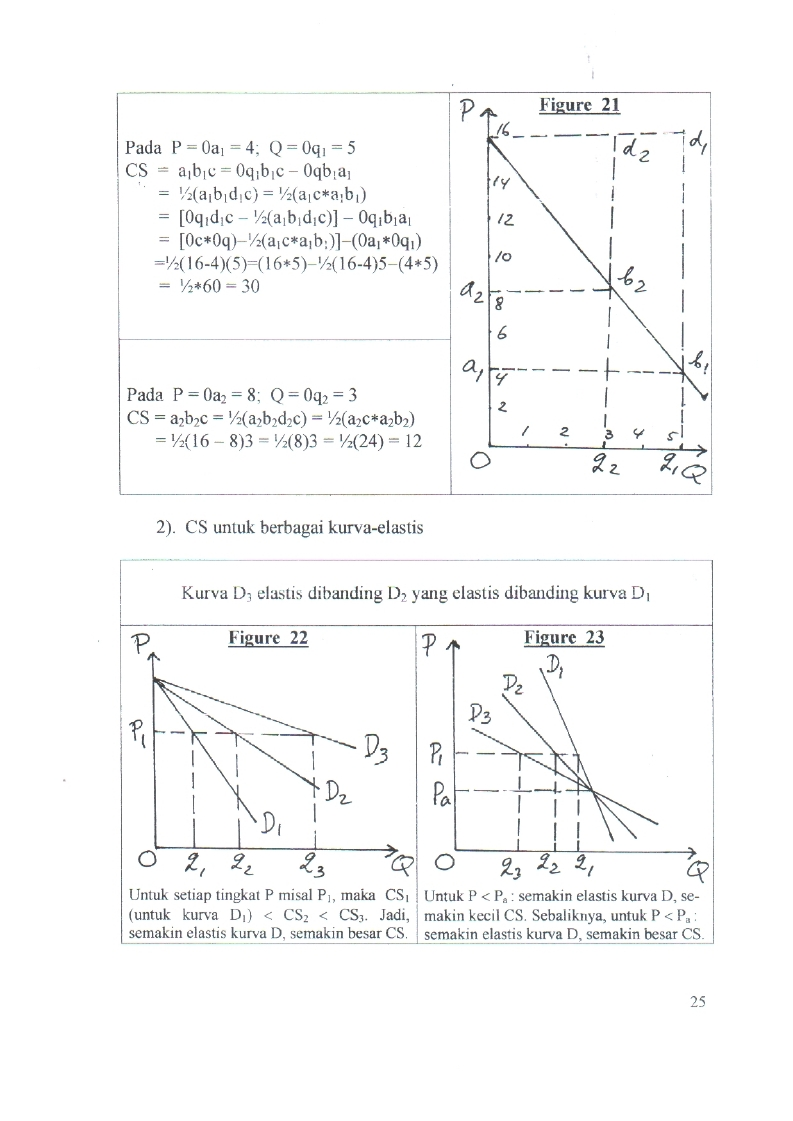 Pada P = 0a₁ = 4; Q = 0q₁ = 5
CS = a₁b₁c = 0q₁b₁c – 0qb₁a₁
= ½(a₁b₁d₁c) = ½(a₁c*a₁b₁)
= [0q₁d₁c – ½(a₁b₁d₁c)] – 0q₁b₁a₁
= [0c*0q)–½(a₁c*a₁b₁)]–(0a₁*0q₁)
=½(16-4)(5)=(16*5)–½(16-4)5–(4*5)
= ½*60 = 30
Pada P = 0a₂ = 8; Q = 0q₂ = 3
CS = a₂b₂c = ½(a₂b₂d₂c) = ½(a₂c*a₂b₂)
= ½(16 – 8)3 = ½(8)3 = ½(24) = 12
Figure 21
P
16
d₂
d₁
14
12
10
a₂
8
b₂
6
a₁
4
b₁
2
1 2 3 4 5
O
q₂
q₁
Q
2). CS untuk berbagai kurva-elastis
Kurva D₃ elastis dibanding D₂ yang elastis dibanding kurva D₁
Figure 22
P
P₁
D₃
D₂
D₁
O q₁ q₂ q₃ Q
Untuk setiap tingkat P misal P₁, maka CS₁
(untuk kurva D₁) < CS₂ < CS₃. Jadi,
semakin elastis kurva D, semakin besar CS.
Figure 23
P
D₁
D₂
D₃
P₁
Pa
O q₃ q₂ q₁ Q
Untuk P < Pₐ : semakin elastis kurva D, se-
makin kecil CS. Sebaliknya, untuk P < Pₐ :
semakin elastis kurva D, semakin besar CS.
25